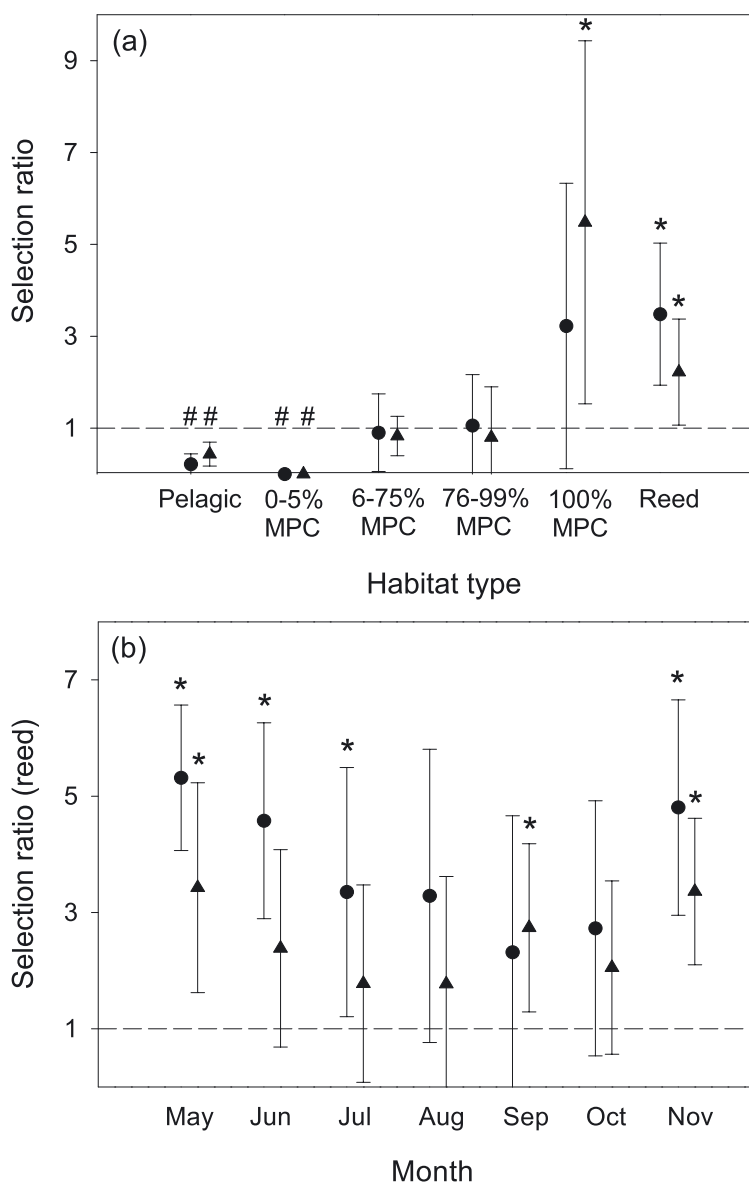 (a)
Selection ratio
9
7
5
3
1
*
*
*
# #
# #
Pelagic 0-5% MPC 6-75% MPC 76-99% MPC 100% MPC Reed
Habitat type
(b)
Selection ratio (reed)
7
5
3
1
*
*
*
*
*
*
*
May Jun Jul Aug Sep Oct Nov
Month